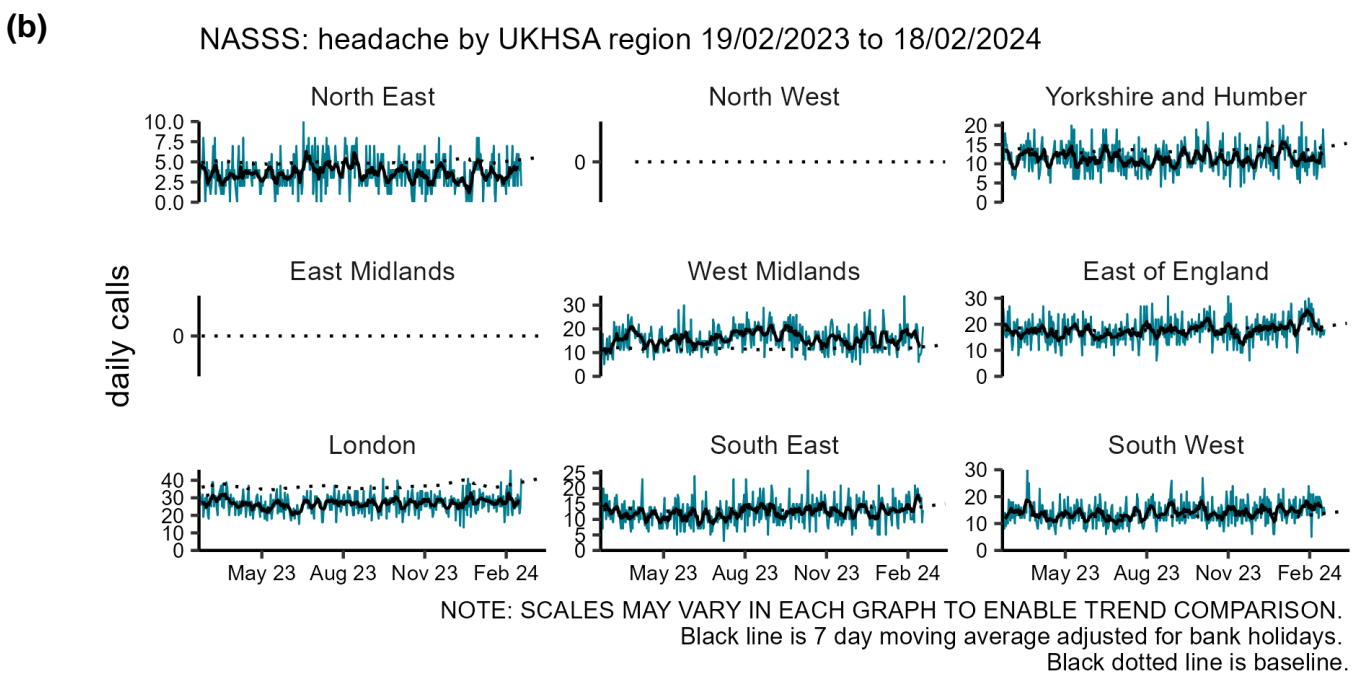 (b)
NASSS: headache by UKHSA region 19/02/2023 to 18/02/2024
daily calls
North East
10.0
7.5
5.0
2.5
0.0
North West
0
Yorkshire and Humber
20
15
10
5
0
East Midlands
0
West Midlands
30
20
10
0
East of England
30
20
10
0
London
40
30
20
10
0
May 23 Aug 23 Nov 23 Feb 24
South East
25
20
15
10
5
0
May 23 Aug 23 Nov 23 Feb 24
South West
30
20
10
0
May 23 Aug 23 Nov 23 Feb 24
NOTE: SCALES MAY VARY IN EACH GRAPH TO ENABLE TREND COMPARISON.
Black line is 7 day moving average adjusted for bank holidays.
Black dotted line is baseline.